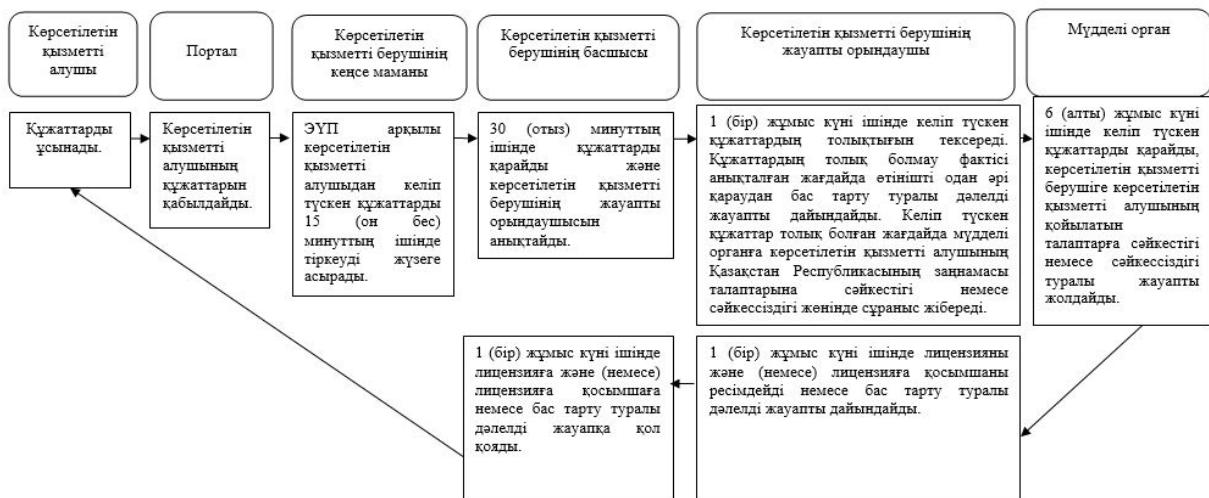 Көрсетілетін
қызметті
алушы
Портал
Көрсетілетін
қызметті берушінің
кеңсе маманы
Көрсетілетін қызметті
берушінің басшысы
Көрсетілетін қызметті берушінің
жауапты орындаушы
Мүдделі орган
Құжаттарды
ұсынады.
Көрсетілетін
қызметті
алушының
құжаттарын
қабылдайды.
ЭҮП арқылы
көрсетілетін
қызметті
алушыдан келіп
түскен құжаттарды
15 (он бес)
минуттың ішінде
тіркеуді жүзеге
асырады.
30 (отыз) минуттың
ішінде құжаттарды
қарайды және
көрсетілетін қызметті
берушінің жауапты
орындаушысын
анықтайды.
1 (бір) жұмыс күні ішінде келіп түскен
құжаттардың толықтығын тексереді.
Құжаттардың толық болмау фактісі
анықталған жағдайда өтінішті одан әрі
қараудан бас тарту туралы дәлелді
жауапты дайындайды. Келіп түскен
құжаттар толық болған жағдайда мүдделі
органға көрсетілетін қызметті алушының
Қазақстан Республикасының заңнамасы
талаптарына сәйкестігі немесе
сәйкессіздігі жөнінде сұраныс жібереді.
6 (алты) жұмыс күні
ішінде келіп түскен
құжаттарды қарайды,
көрсетілетін қызметті
берушіге көрсетілетін
қызметті алушының
қойылатын
талаптарға сәйкестігі
немесе сәйкессіздігі
туралы жауапты
жолдайды.
1 (бір) жұмыс күні ішінде
лицензияға және (немесе)
лицензияға қосымшаға
немесе бас тарту туралы
дәлелді жауапқа қол
қояды.
1 (бір) жұмыс күні ішінде лицензияны
және (немесе) лицензияға қосымшаны
ресімдейді немесе бас тарту туралы
дәлелді жауапты дайындайды.